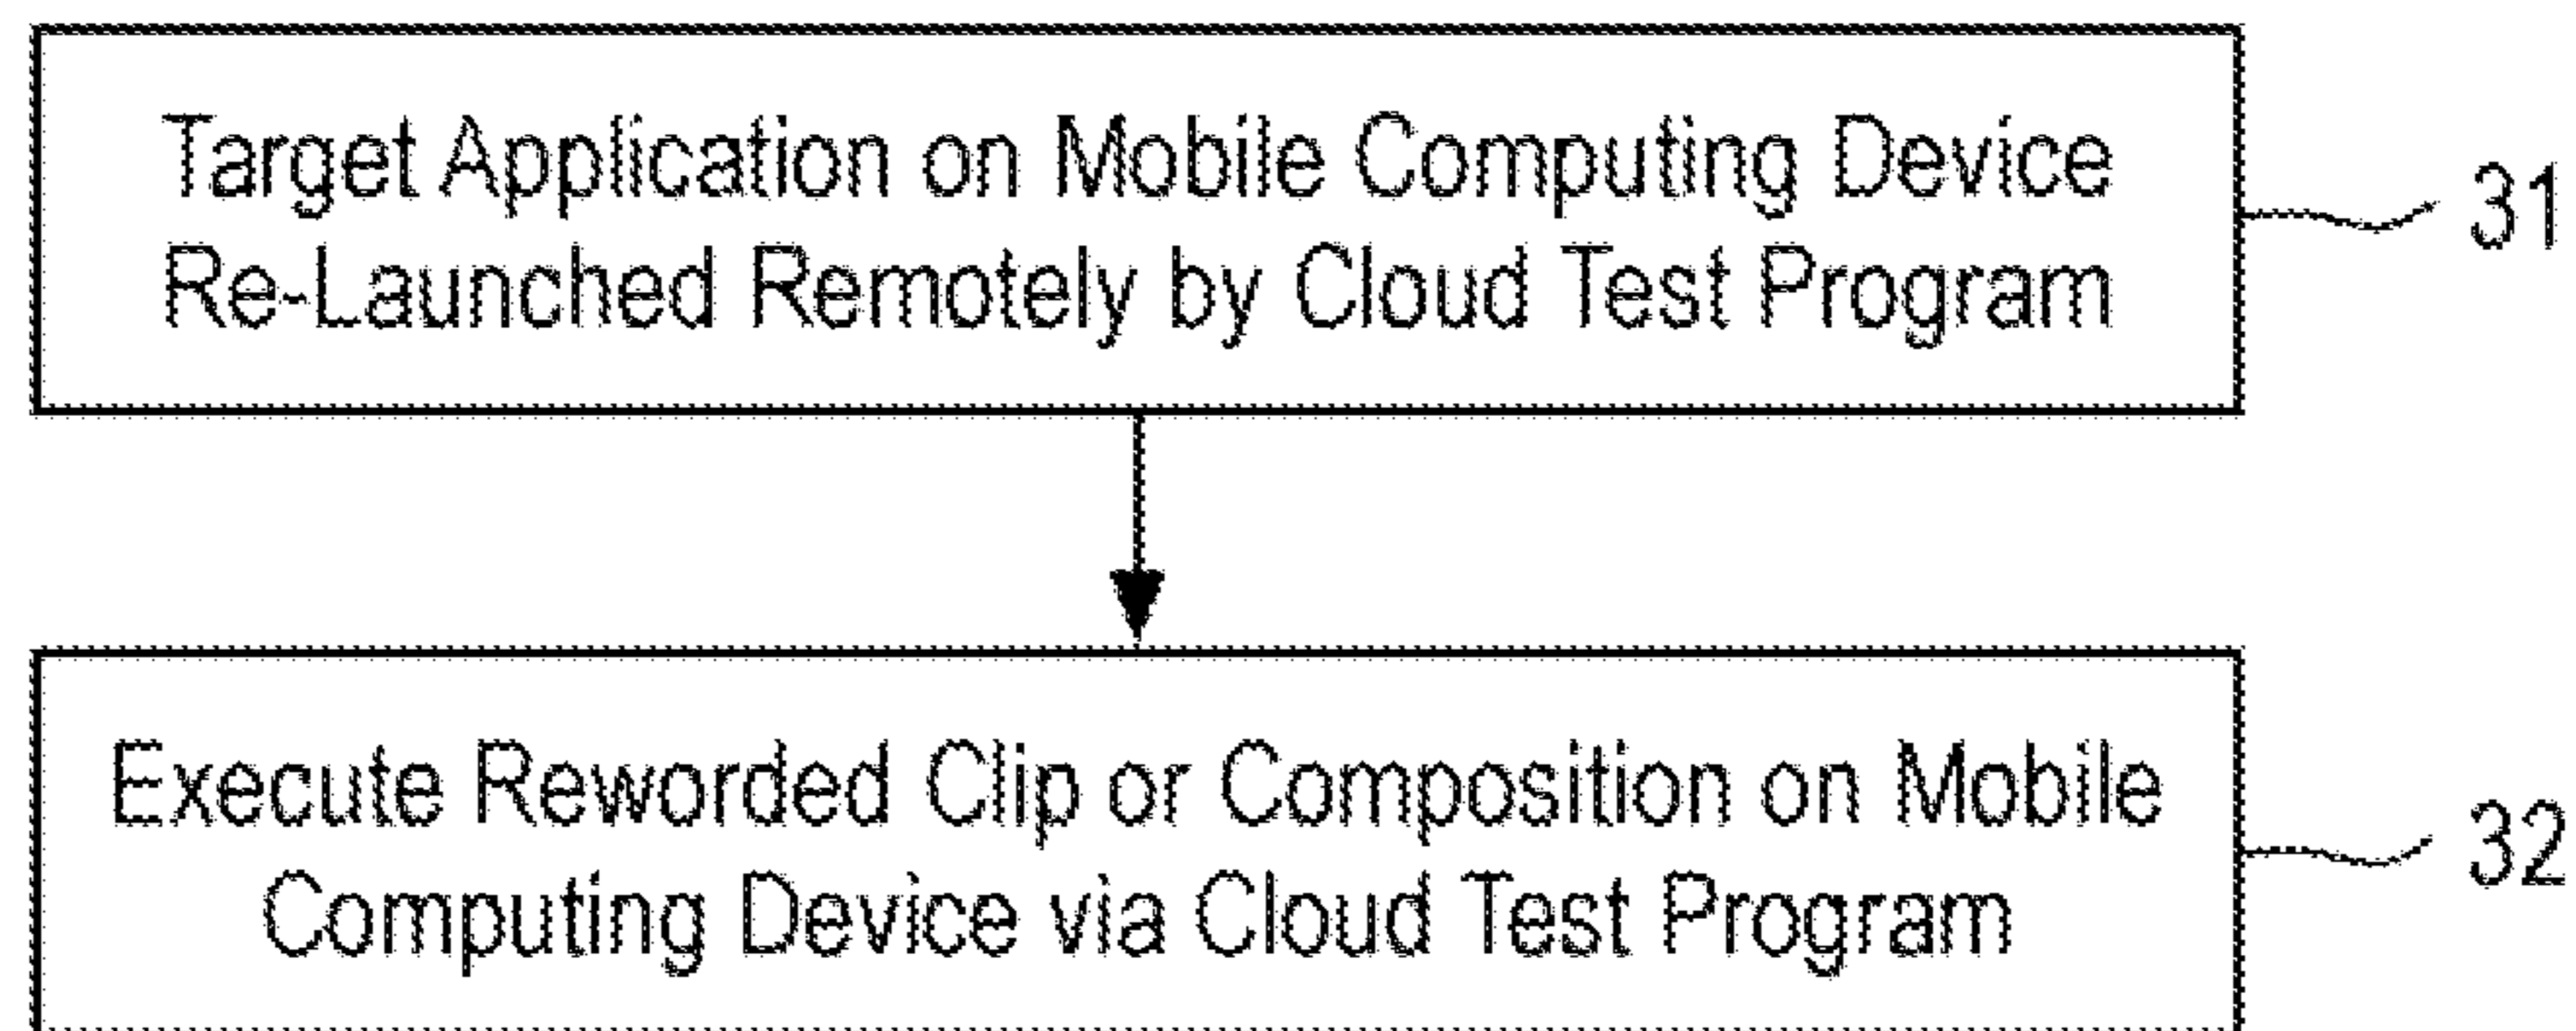 Target Application on Mobile Computing Device
Re-Launched Remotely by Cloud Test Program
31
Execute Reworded Clip or Composition on Mobile
Computing Device via Cloud Test Program
32